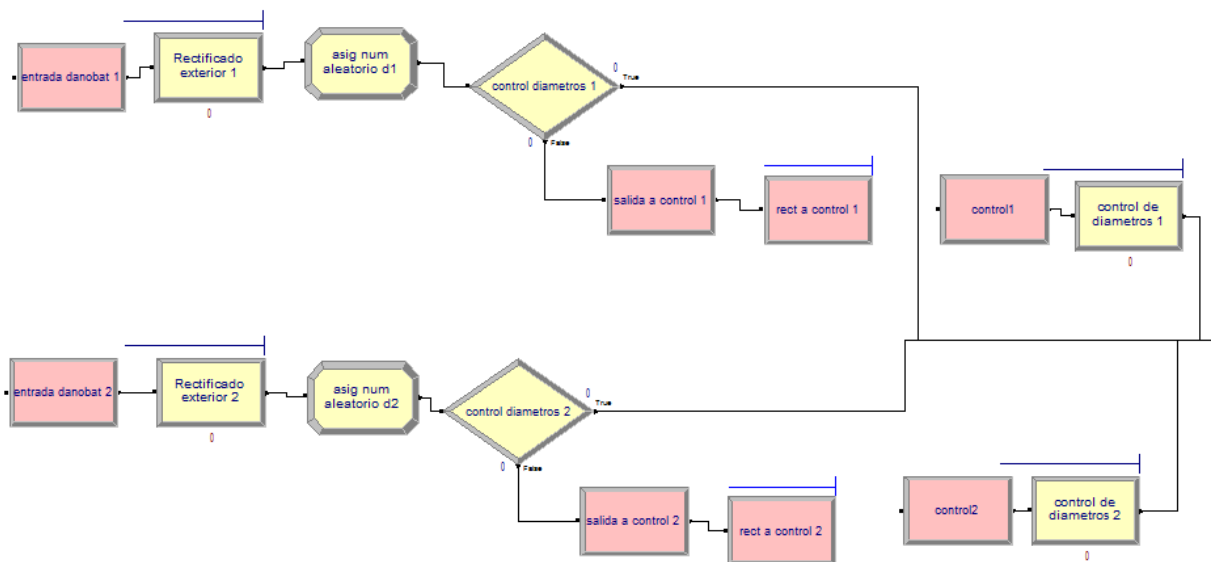 entrada danobat 1
Rectificado
exterior 1
0
asig num
aleatorio d1
control diametros 1
0
True
0
False
salida a control 1
rect a control 1
control1
control de
diametros 1
0
entrada danobat 2
Rectificado
exterior 2
0
asig num
aleatorio d2
control diametros 2
0
True
0
False
salida a control 2
rect a control 2
control2
control de
diametros 2
0